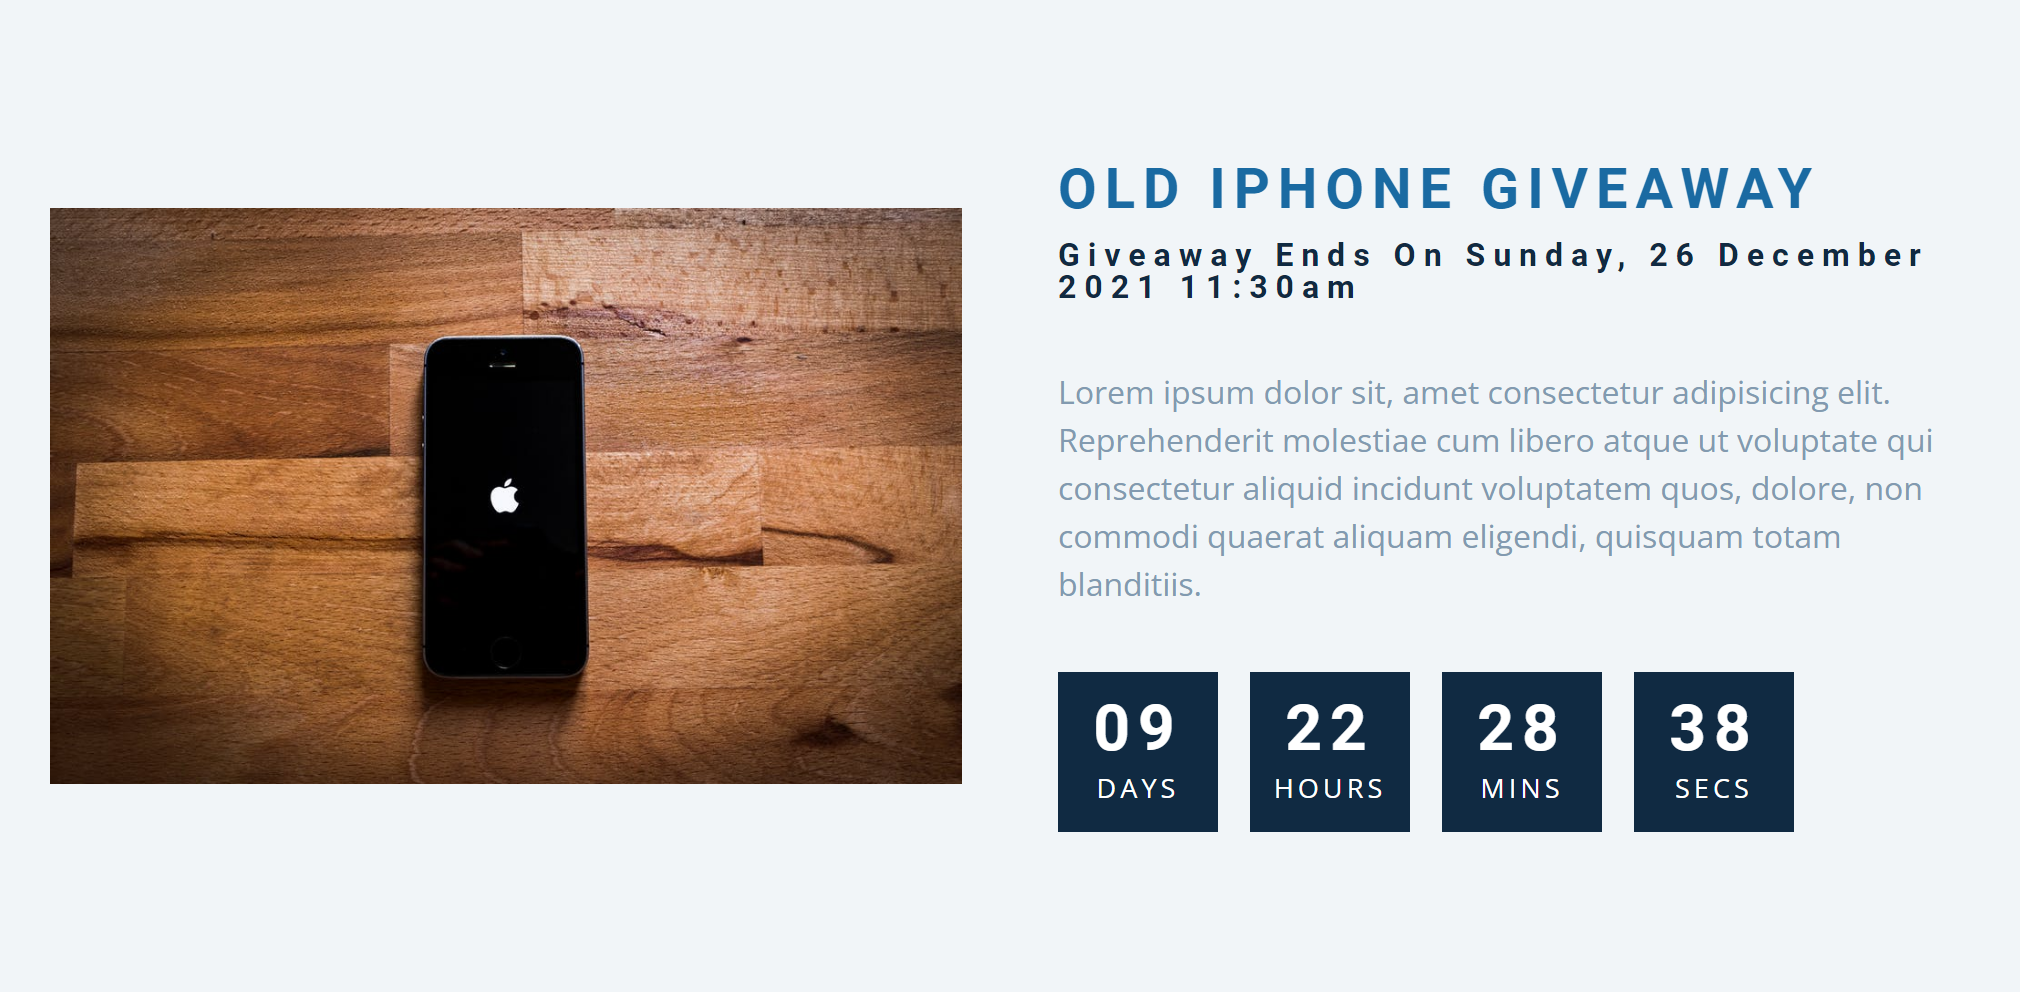 OLD IPHONE GIVEAWAY
Giveaway Ends On Sunday, 26 December
2021 11:30am
Lorem ipsum dolor sit, amet consectetur adipisicing elit.
Reprehenderit molestiae cum libero atque ut voluptate qui
consectetur aliquid incidunt voluptatem quos, dolore, non
commodi quaerat aliquam eligendi, quisquam totam
blanditiis.
09 22 28 38
DAYS HOURS MINS SECS